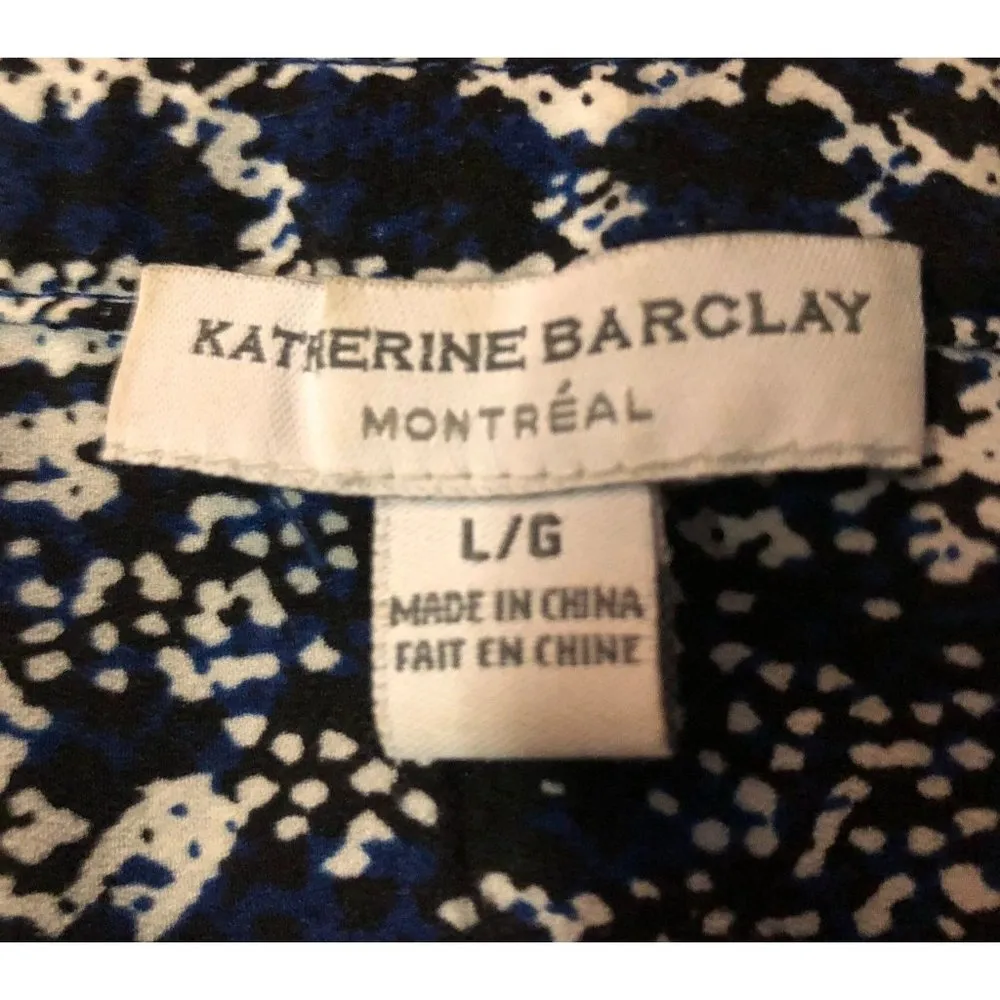 KATHERINE BARCLAY
MONTRÉAL
L/G
MADE IN CHINA
FAIT EN CHINE